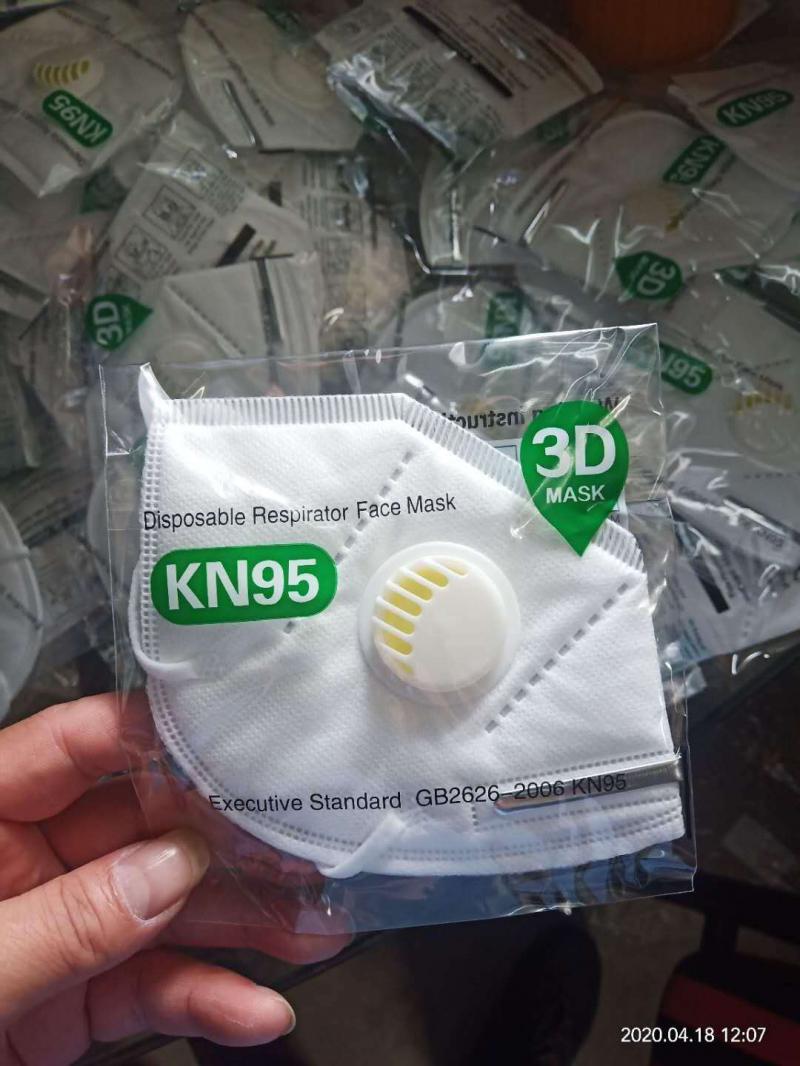 KN95
KN95
KN95
3D
3D
KN95
3D
MASK
Disposable Respirator Face Mask
KN95
Executive Standard GB2626-2006 KN95
2020.04.18 12:07